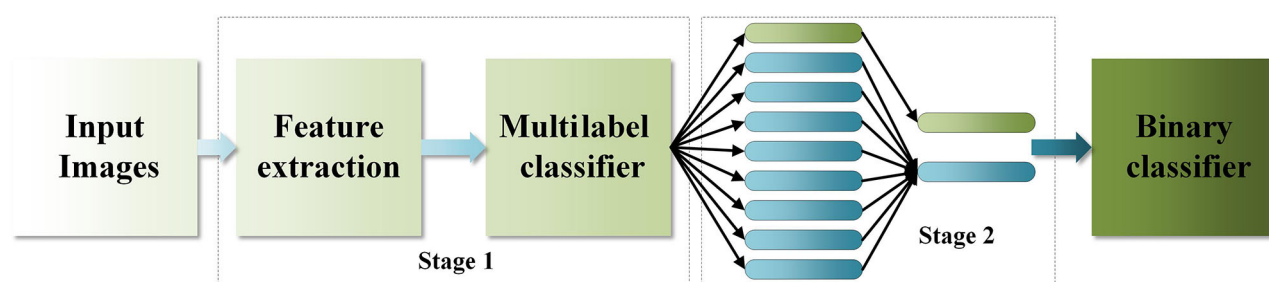 Input
Images
Feature
extraction
Multilabel
classifier
Stage 1
Stage 2
Binary
classifier